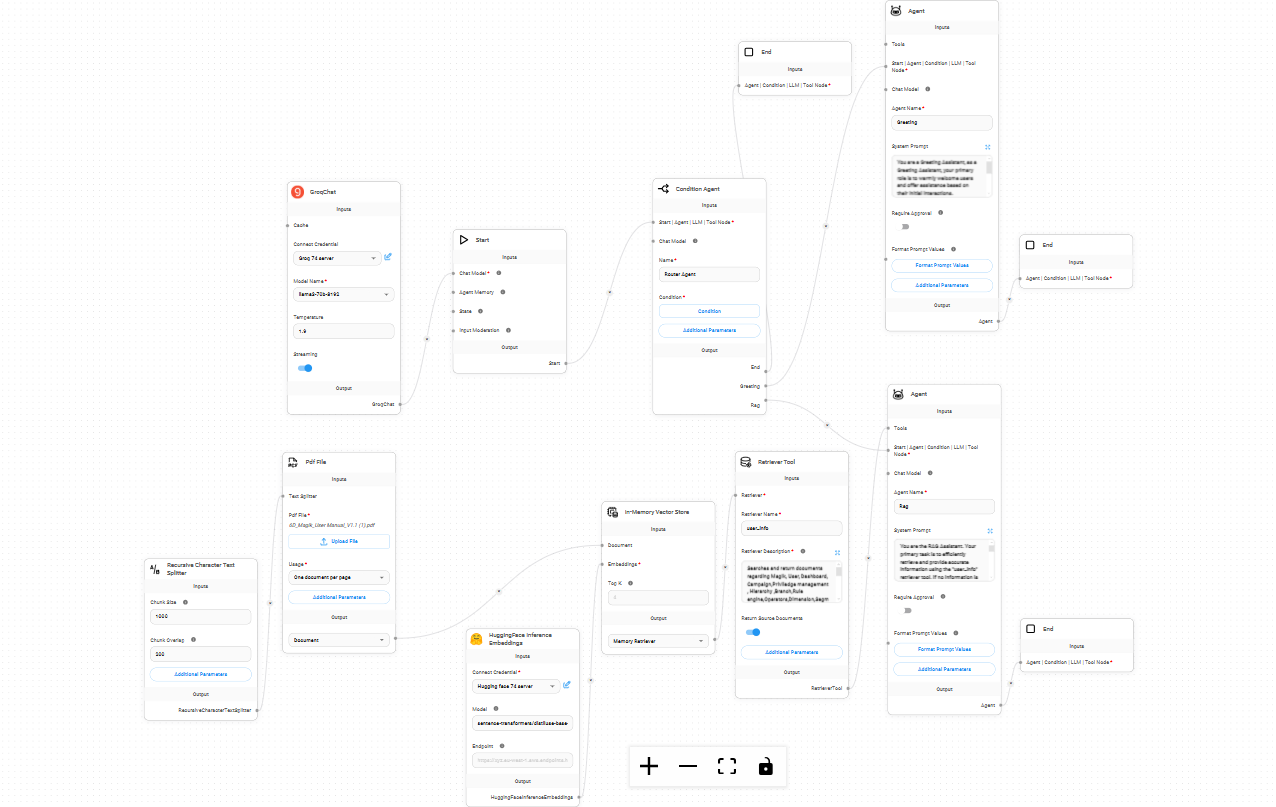 GroqChat
Inputs
Cache
Connect Credential
Groq 74 server
Model Name *
llama3-70b-8192
Temperature
1.9
Streaming
Output
GroqChat
Start
Inputs
Chat Model *
Agent Memory
State
Input Moderation
Output
Start
Condition Agent
Inputs
Start | Agent | LLM | Tool Node *
Chat Model
Name *
Router Agent
Condition *
Condition
Additional Parameters
Output
End
Greeting
Rag
End
Inputs
Agent | Condition | LLM | Tool Node *
Agent
Inputs
Tools
Start | Agent | Condition | LLM | Tool
Node *
Chat Model
Agent Name *
Greeting
System Prompt
You are a Greeting Assistant, as a
Greeting Assistant, your primary
role is to warmly welcome users
and offer assistance based on
their initial interactions.
Require Approval
Format Prompt Values
Format Prompt Values
Additional Parameters
Output
Agent
End
Inputs
Agent | Condition | LLM | Tool Node *
Recursive Character Text
Splitter
Inputs
Chunk Size
1000
Chunk Overlap
200
Additional Parameters
Output
RecursiveCharacterTextSplitter
Pdf File
Inputs
Text Splitter
Pdf File *
SD_Magik_User Manual_V1.1 (1).pdf
Upload File
Usage *
One document per page
Additional Parameters
Output
Document
HuggingFace Inference
Embeddings
Inputs
Connect Credential *
Hugging face 74 server
Model
sentence-transformers/distiluse-base-
Endpoint
Output
HuggingFaceInferenceEmbeddings
In-Memory Vector Store
Inputs
Document
Embeddings *
Top K
4
Output
Memory Retriever
Retriever Tool
Inputs
Retriever *
Retriever Name *
user_info
Retriever Description *
Searches and return documents
regarding Magik, User, Dashboard,
Campaign,Priviledge management
, Hierarchy ,Branch,Rule
engine,Operators,Dimension,Segm
Return Source Documents
Additional Parameters
Output
RetrieverTool
Agent
Inputs
Tools
Start | Agent | Condition | LLM | Tool
Node *
Chat Model
Agent Name *
Rag
System Prompt
You are the RAG Assistant. Your
primary task is to efficiently
retrieve and provide accurate
information using the "user_info"
retriever tool. If no information is
Require Approval
Format Prompt Values
Format Prompt Values
Additional Parameters
Output
Agent
End
Inputs
Agent | Condition | LLM | Tool Node *